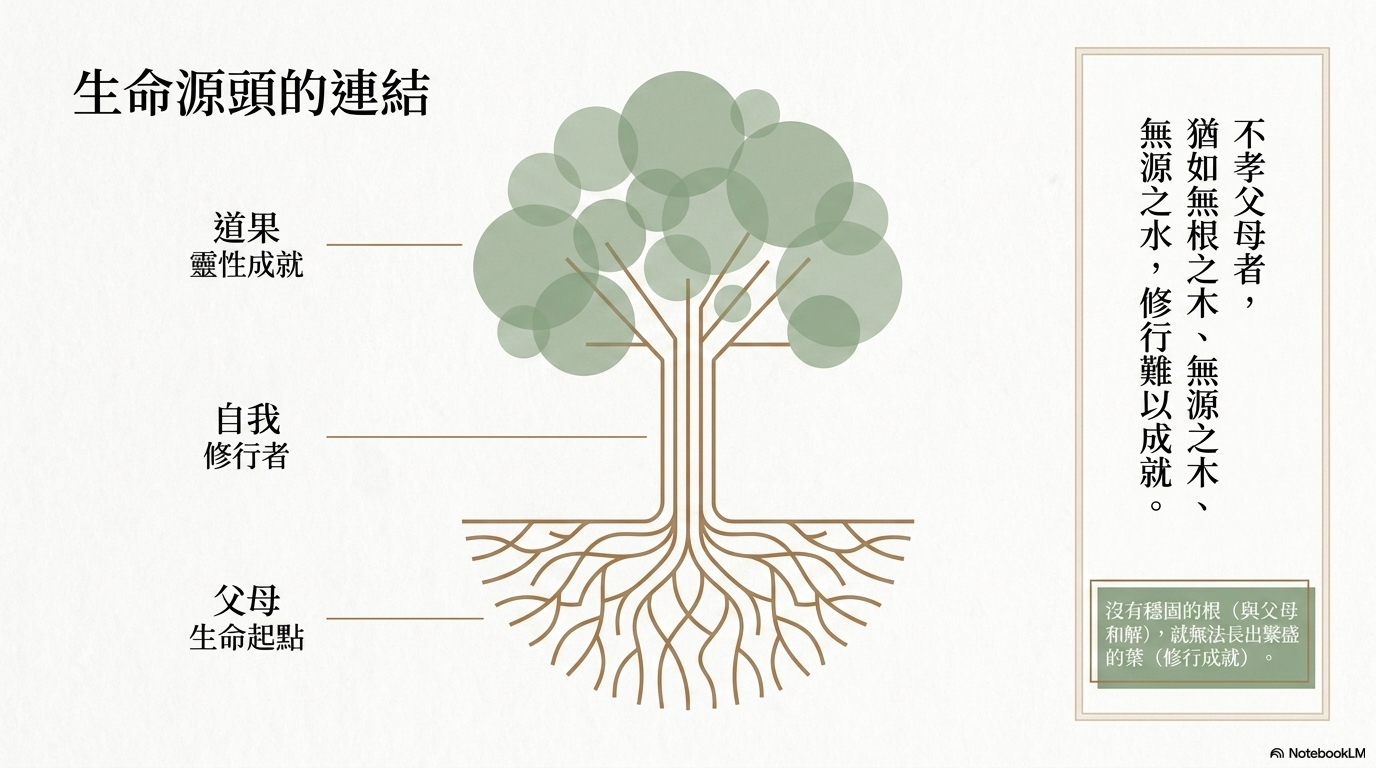 生命源頭的連結
道果
靈性成就
自我
修行者
父母
生命起點
不孝父母者，
猶如無根之木、無源之木、
無源之水，修行難以成就。
沒有穩固的根（與父母
和解），就無法長出繁盛
的葉（修行成就）。
NotebookLM